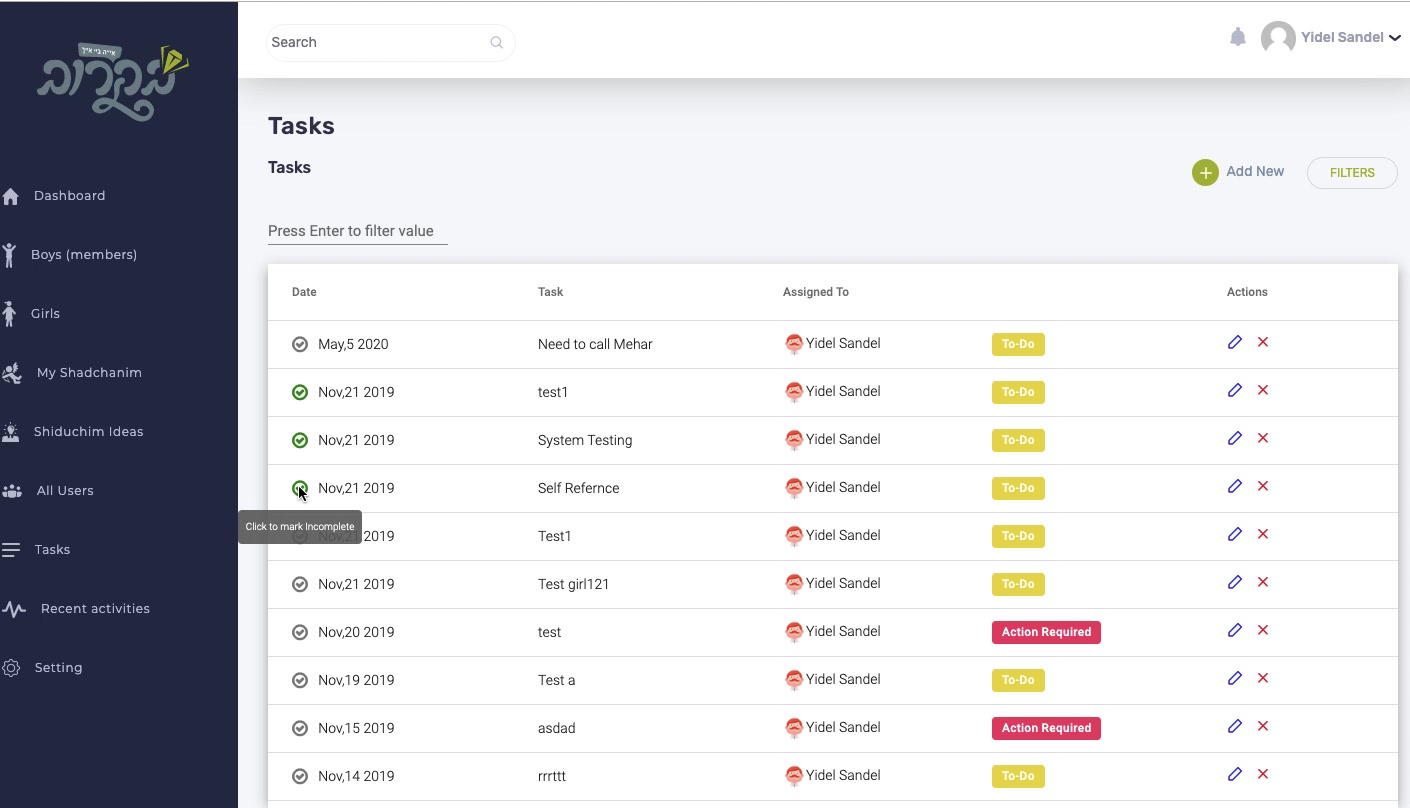 אייה ביי איך
Search
Yidel Sandel
Tasks
Tasks
Add New
FILTERS
Press Enter to filter value
Dashboard
Boys (members)
Girls
My Shadchanim
Shiduchim Ideas
All Users
Tasks
Recent activities
Setting
Date Task Assigned To Actions
May,5 2020 Need to call Mehar Yidel Sandel To-Do
Nov,21 2019 test1 Yidel Sandel To-Do
Nov,21 2019 System Testing Yidel Sandel To-Do
Nov,21 2019 Self Refernce Yidel Sandel To-Do
Click to mark Incomplete
Nov,21 2019 Test1 Yidel Sandel To-Do
Nov,21 2019 Test girl121 Yidel Sandel To-Do
Nov,20 2019 test Yidel Sandel Action Required
Nov,19 2019 Test a Yidel Sandel To-Do
Nov,15 2019 asdad Yidel Sandel Action Required
Nov,14 2019 rrrttt Yidel Sandel To-Do